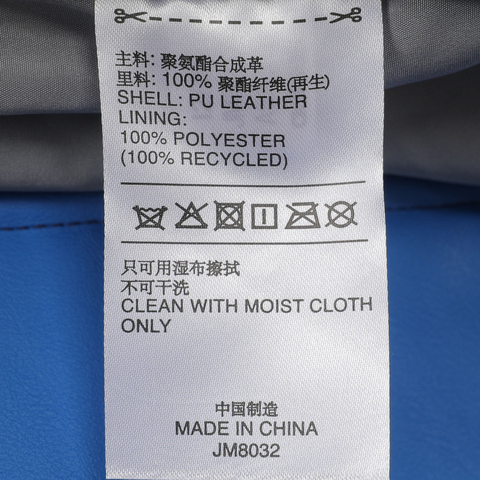 主料: 聚氨酯合成革
里料: 100% 聚酯纤维(再生)
SHELL: PU LEATHER
LINING:
100% POLYESTER
(100% RECYCLED)
只可用湿布擦拭
不可干洗
CLEAN WITH MOIST CLOTH
ONLY
中国制造
MADE IN CHINA
JM8032